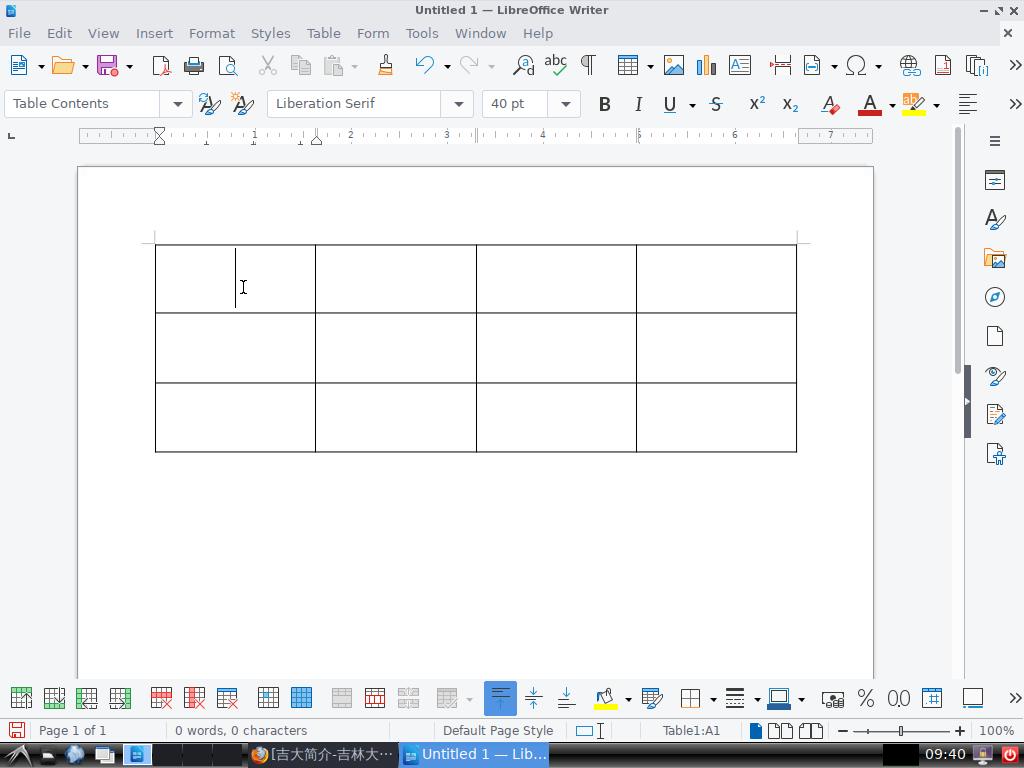 Untitled 1 — LibreOffice Writer
File Edit View Insert Format Styles Table Form Tools Window Help
Table Contents Liberation Serif 40 pt
1 2 3 4 5 6 7
Page 1 of 1 0 words, 0 characters Default Page Style Table1:A1 100%
[吉大简介-吉林大… Untitled 1 — Lib... 09:40